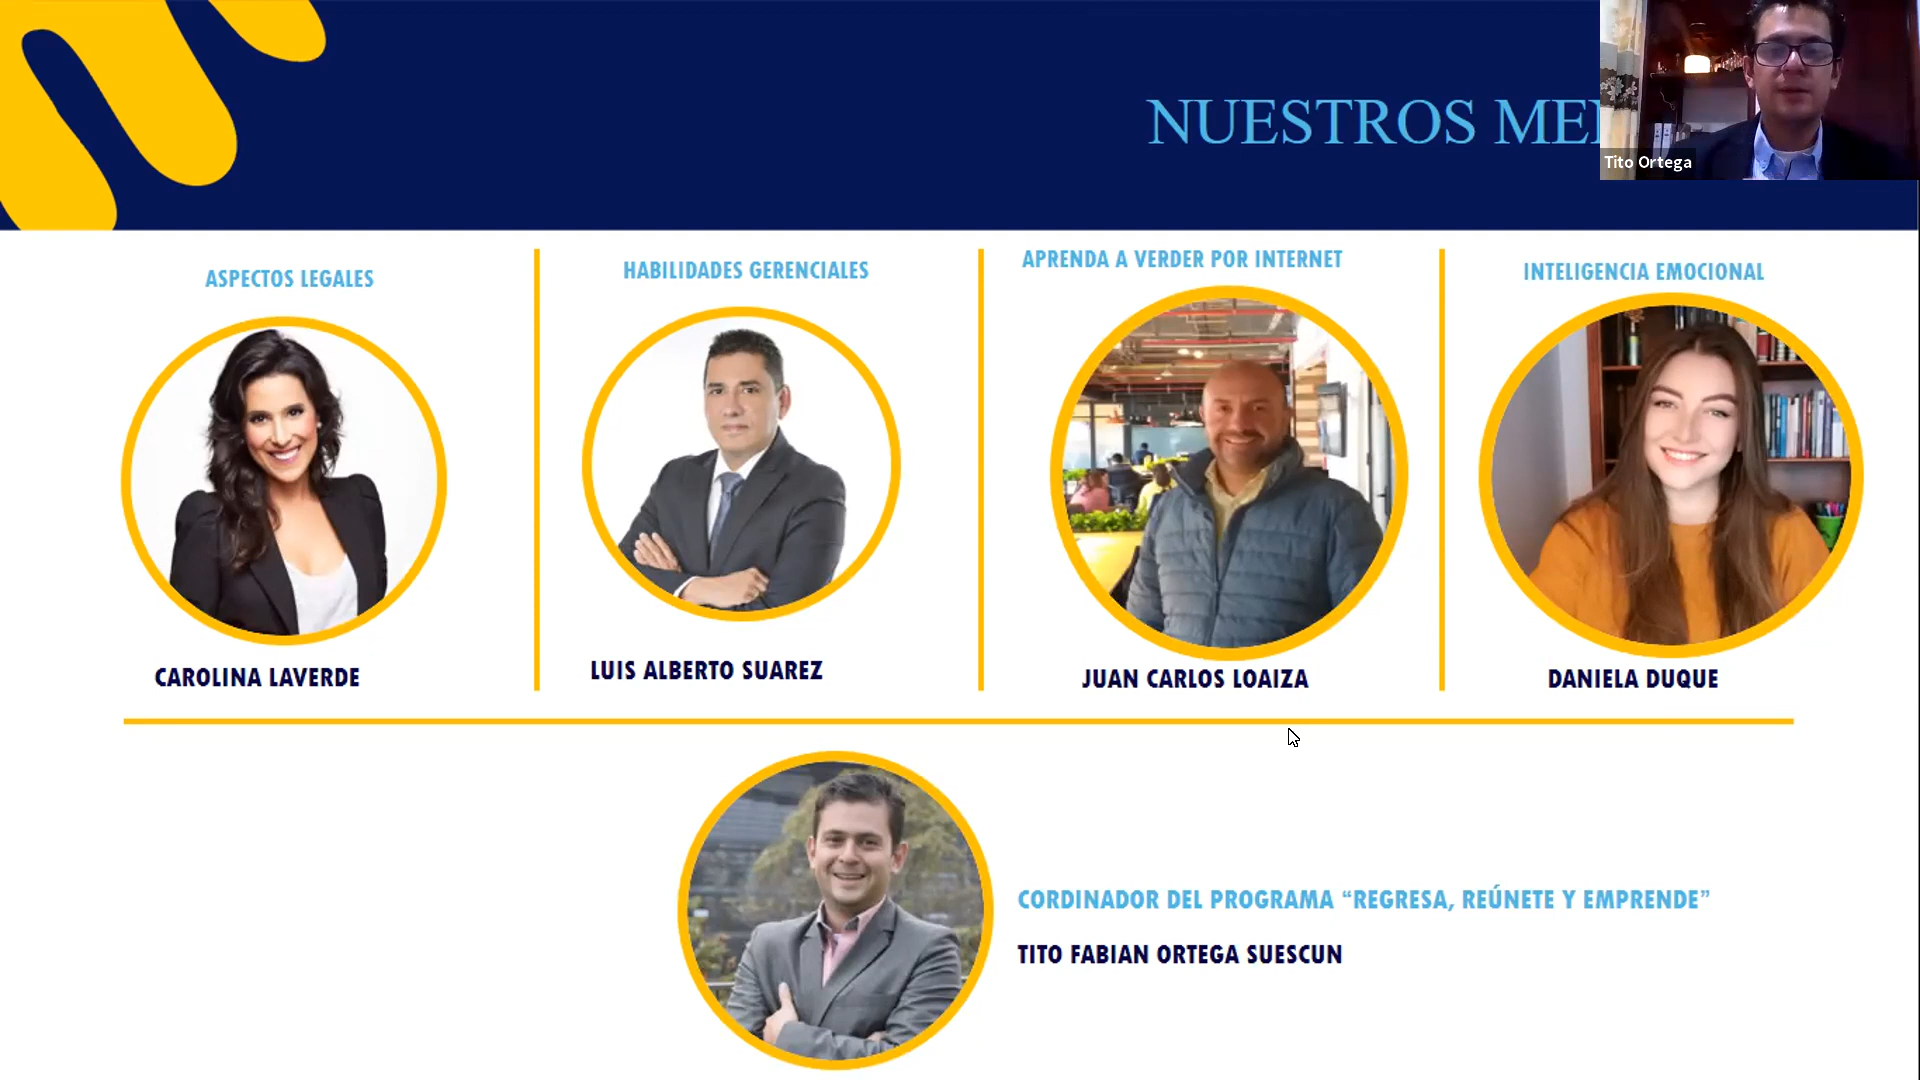 NUESTROS
Tito Ortega
ASPECTOS LEGALES
HABILIDADES GERENCIALES
APRENDA A VERDER POR INTERNET
INTELIGENCIA EMOCIONAL
CAROLINA LAVERDE
LUIS ALBERTO SUAREZ
JUAN CARLOS LOAIZA
DANIELA DUQUE
CORDINADOR DEL PROGRAMA “REGRESA, REÚNETE Y EMPRENDE”
TITO FABIAN ORTEGA SUESCUN